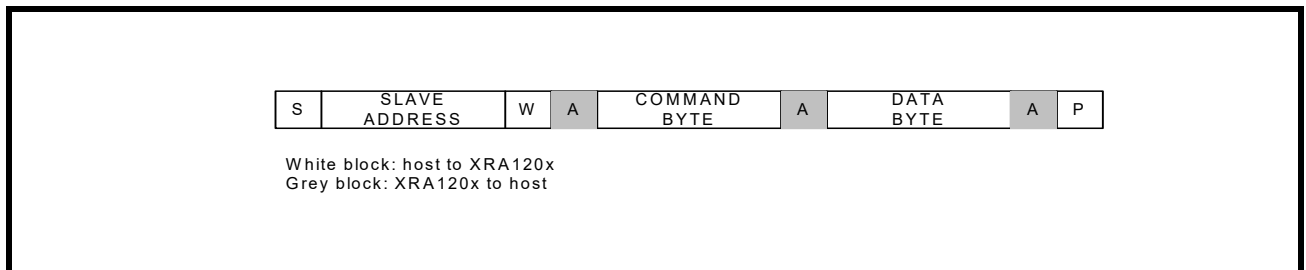 S SLAVE ADDRESS W A COMMAND BYTE A DATA BYTE A P
White block: host to XRA120x
Grey block: XRA120x to host